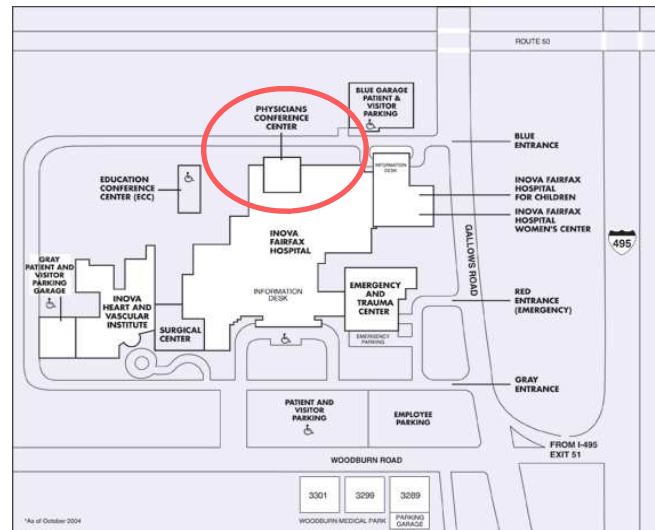 ROUTE 50
BLUE GARAGE PATIENT &
VISITOR PARKING
PHYSICIANS
CONFERENCE
CENTER
BLUE
ENTRANCE
INFORMATION
DESK
EDUCATION
CONFERENCE
CENTER (ECC)
INOVA FAIRFAX
HOSPITAL
FOR CHILDREN
INOVA FAIRFAX
HOSPITAL
WOMEN'S CENTER
GALLOWS ROAD
495
INOVA
FAIRFAX
HOSPITAL
GRAY
PATIENT AND
VISITOR
PARKING
GARAGE
INOVA
HEART AND
VASCULAR
INSTITUTE
SURGICAL
CENTER
INFORMATION
DESK
EMERGENCY
AND
TRAUMA
CENTER
EMERGENCY
PARKING
RED
ENTRANCE
(EMERGENCY)
GRAY
ENTRANCE
PATIENT AND
VISITOR
PARKING
EMPLOYEE
PARKING
FROM I-495
EXIT 51
WOODBURN ROAD
3301
3299
3289
WOODBURN MEDICAL PARK
PARKING
GARAGE
*As of October 2004